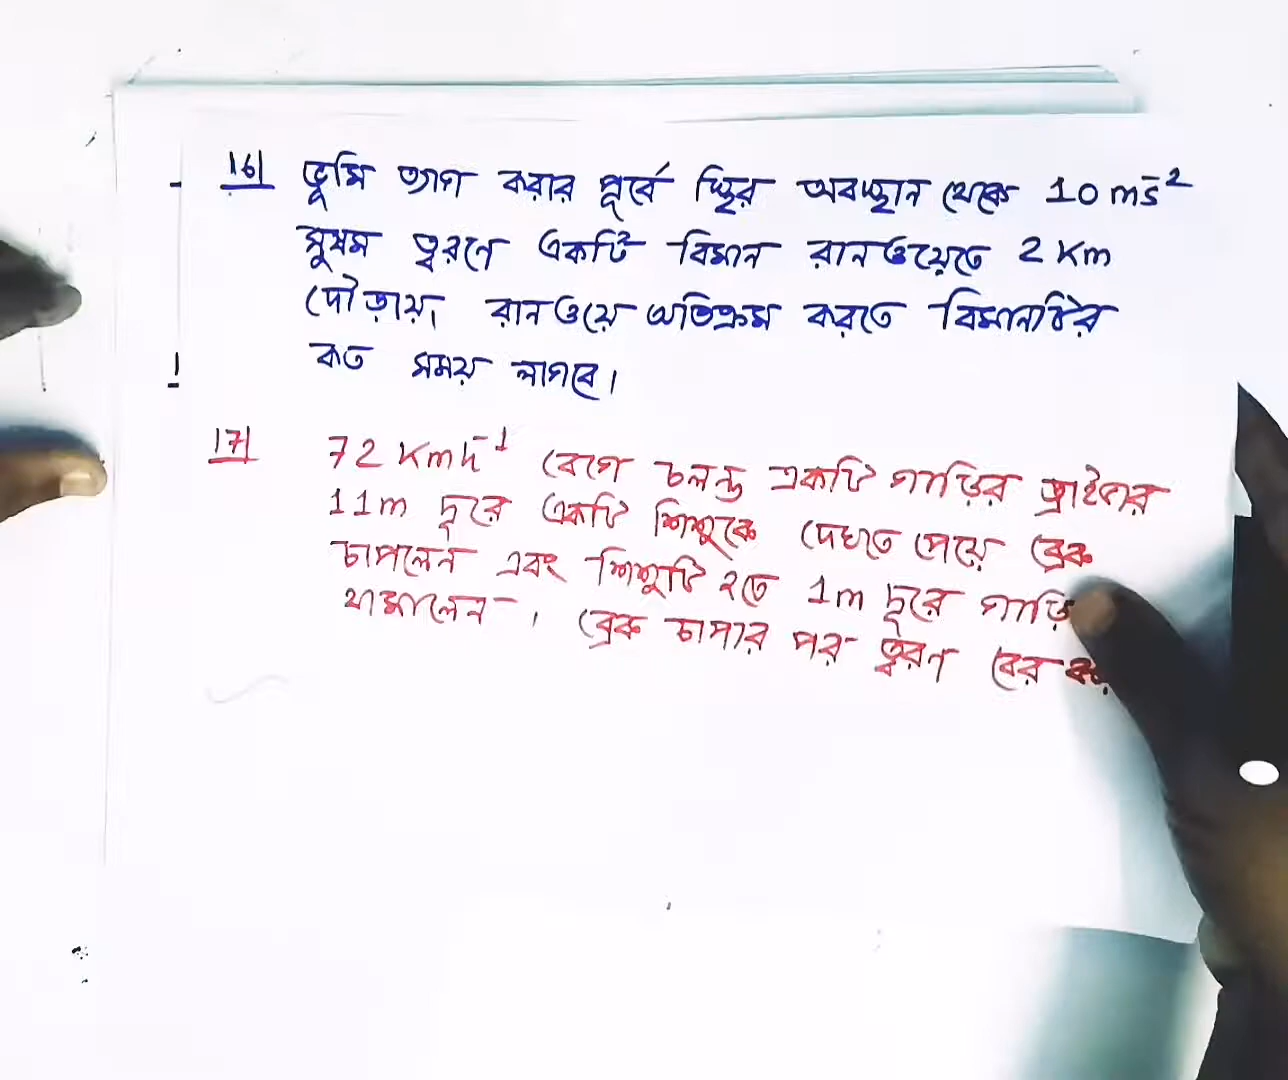 16| ভূমি ত্যাগ করার পূর্বে স্থির অবস্থান থেকে 10 ms⁻²
সুষম ত্বরণে একটি বিমান রানওয়েতে 2 Km
দৌড়ায়। রানওয়ে অতিক্রম করতে বিমানটির
কত সময় লাগবে।
17| 72 Kmh⁻¹ বেগে চলন্ত একটি গাড়ির ড্রাইভার
11m দূরে একটি শিশুকে দেখতে পেয়ে ব্রেক
চাপলেন এবং শিশুটি হতে 1m দূরে গাড়ি
থামালেন। ব্রেক চাপার পর ত্বরণ বের